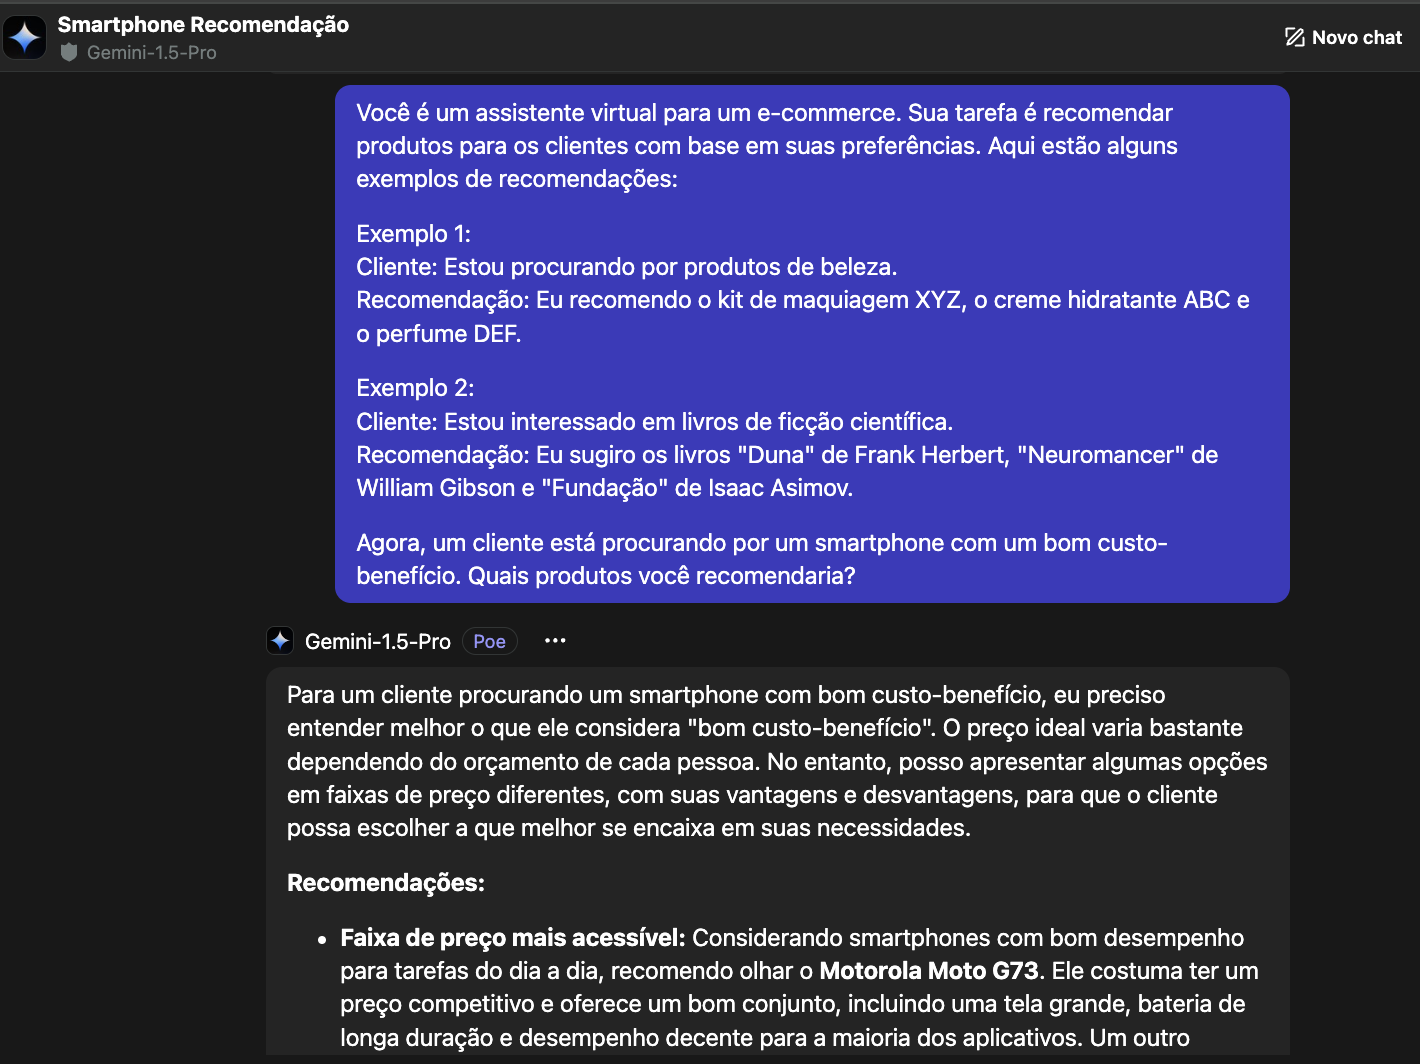 Smartphone Recomendação
Gemini-1.5-Pro
Novo chat
Você é um assistente virtual para um e-commerce. Sua tarefa é recomendar
produtos para os clientes com base em suas preferências. Aqui estão alguns
exemplos de recomendações:
Exemplo 1:
Cliente: Estou procurando por produtos de beleza.
Recomendação: Eu recomendo o kit de maquiagem XYZ, o creme hidratante ABC e
o perfume DEF.
Exemplo 2:
Cliente: Estou interessado em livros de ficção científica.
Recomendação: Eu sugiro os livros "Duna" de Frank Herbert, "Neuromancer" de
William Gibson e "Fundação" de Isaac Asimov.
Agora, um cliente está procurando por um smartphone com um bom custo-
benefício. Quais produtos você recomendaria?
Gemini-1.5-Pro Poe
Para um cliente procurando um smartphone com bom custo-benefício, eu preciso
entender melhor o que ele considera "bom custo-benefício". O preço ideal varia bastante
dependendo do orçamento de cada pessoa. No entanto, posso apresentar algumas opções
em faixas de preço diferentes, com suas vantagens e desvantagens, para que o cliente
possa escolher a que melhor se encaixa em suas necessidades.
Recomendações:
• Faixa de preço mais acessível: Considerando smartphones com bom desempenho
para tarefas do dia a dia, recomendo olhar o Motorola Moto G73. Ele costuma ter um
preço competitivo e oferece um bom conjunto, incluindo uma tela grande, bateria de
longa duração e desempenho decente para a maioria dos aplicativos. Um outro